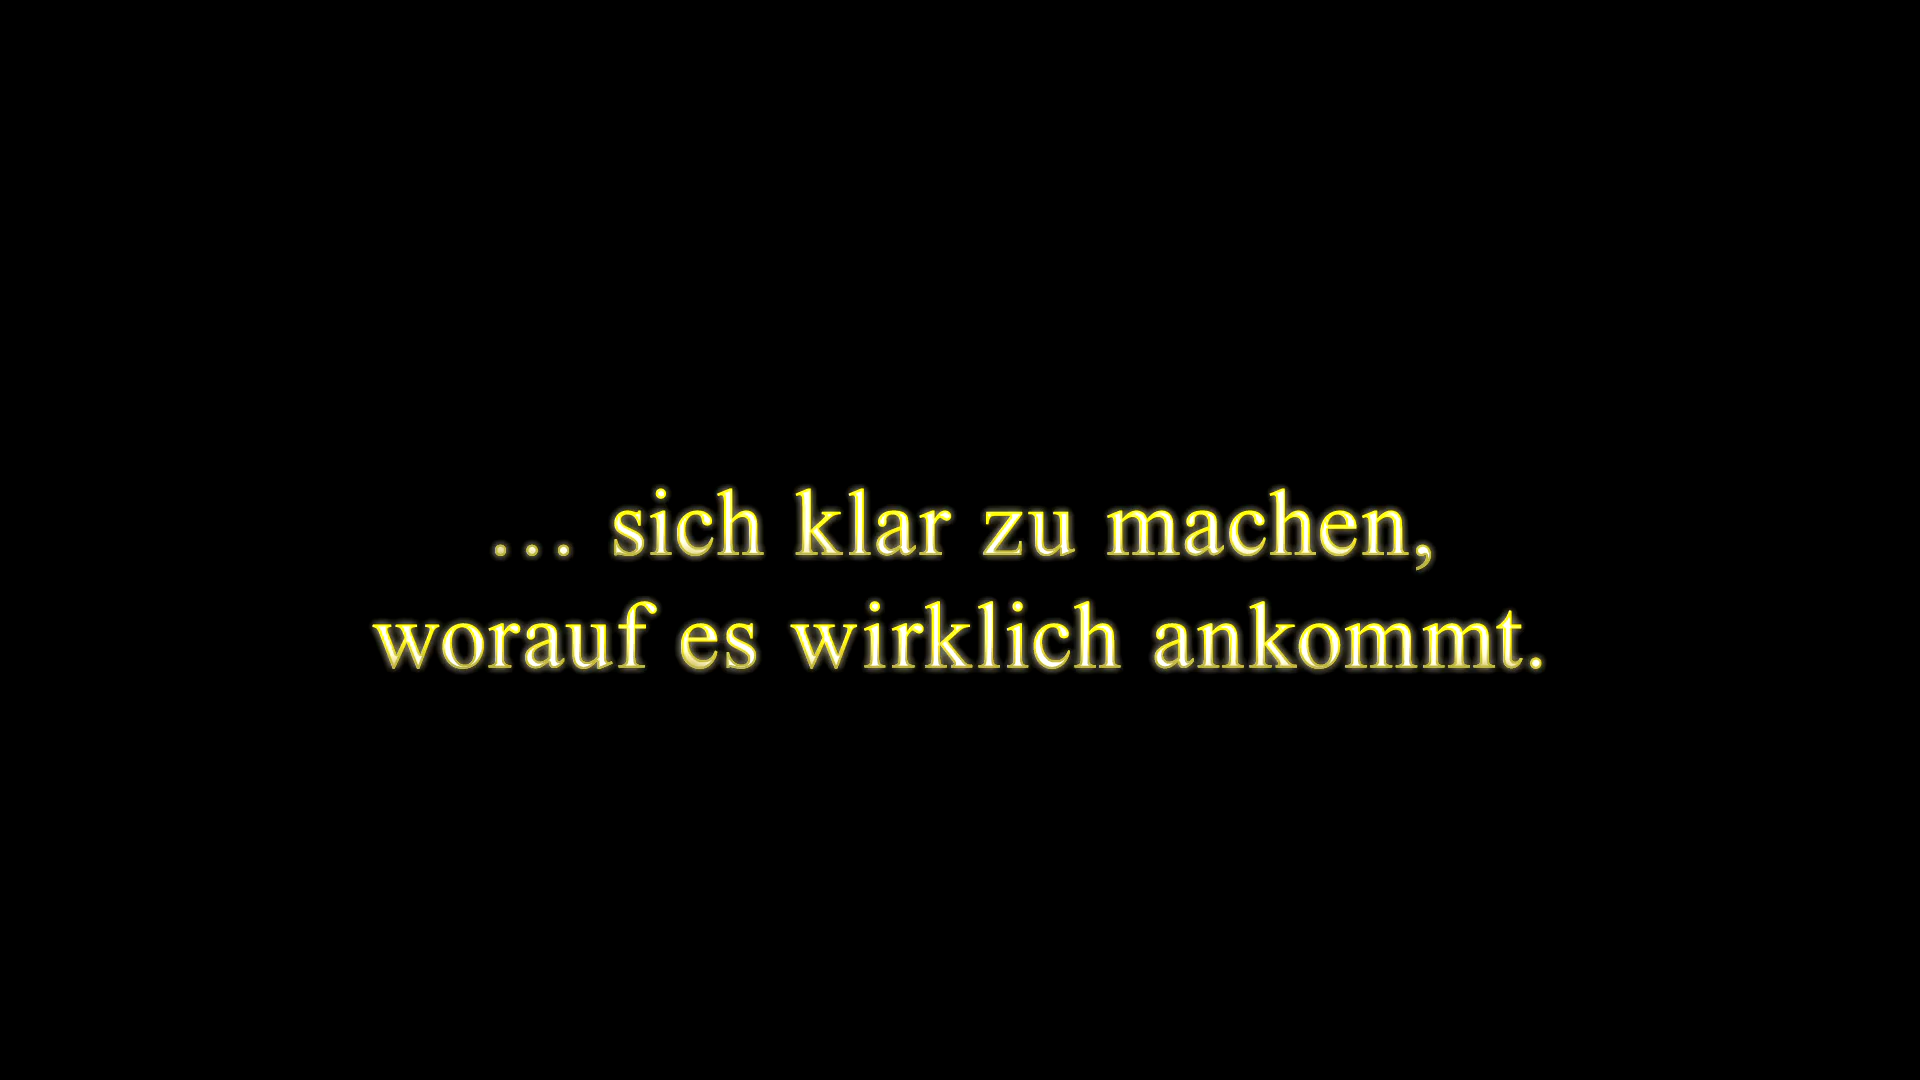 … sich klar zu machen,
worauf es wirklich ankommt.